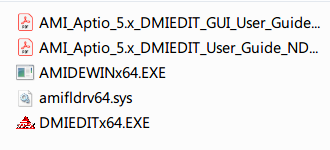 AMI_Aptio_5.x_DMIEDIT_GUI_User_Guide...
AMI_Aptio_5.x_DMIEDIT_User_Guide_ND...
AMIDEWINx64.EXE
amifldrv64.sys
DMIEDITx64.EXE